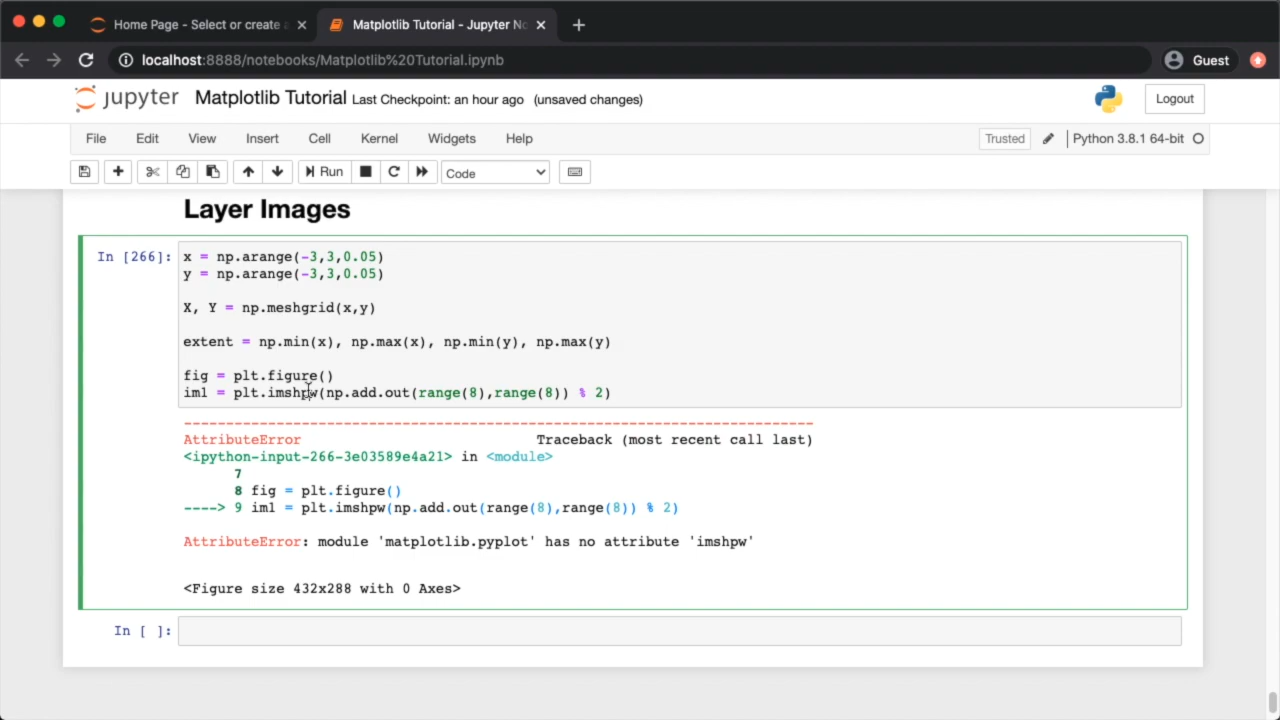 Home Page - Select or create a
Matplotlib Tutorial - Jupyter No
localhost:8888/notebooks/Matplotlib%20Tutorial.ipynb
Guest
jupyter Matplotlib Tutorial Last Checkpoint: an hour ago (unsaved changes)
Logout
File Edit View Insert Cell Kernel Widgets Help
Trusted Python 3.8.1 64-bit
Run Code
Layer Images
In [266]: x = np.arange(-3,3,0.05)
y = np.arange(-3,3,0.05)
X, Y = np.meshgrid(x,y)
extent = np.min(x), np.max(x), np.min(y), np.max(y)
fig = plt.figure()
im1 = plt.imshpw(np.add.out(range(8),range(8)) % 2)
---------------------------------------------------------------------------
AttributeError Traceback (most recent call last)
<ipython-input-266-3e03589e4a21> in <module>
7
8 fig = plt.figure()
----> 9 im1 = plt.imshpw(np.add.out(range(8),range(8)) % 2)
AttributeError: module 'matplotlib.pyplot' has no attribute 'imshpw'
<Figure size 432x288 with 0 Axes>
In [ ]: